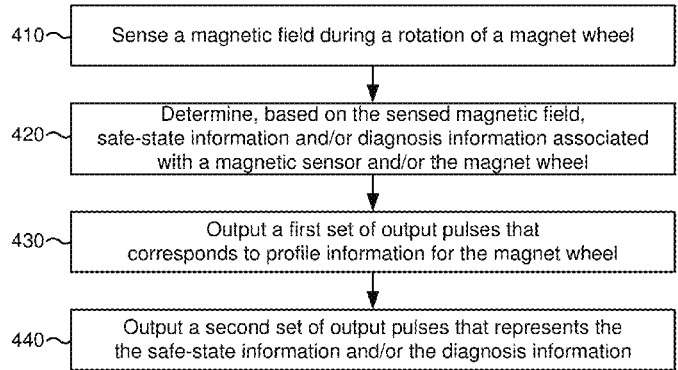 410
Sense a magnetic field during a rotation of a magnet wheel
420
Determine, based on the sensed magnetic field,
safe-state information and/or diagnosis information associated
with a magnetic sensor and/or the magnet wheel
430
Output a first set of output pulses that
corresponds to profile information for the magnet wheel
440
Output a second set of output pulses that represents the
the safe-state information and/or the diagnosis information